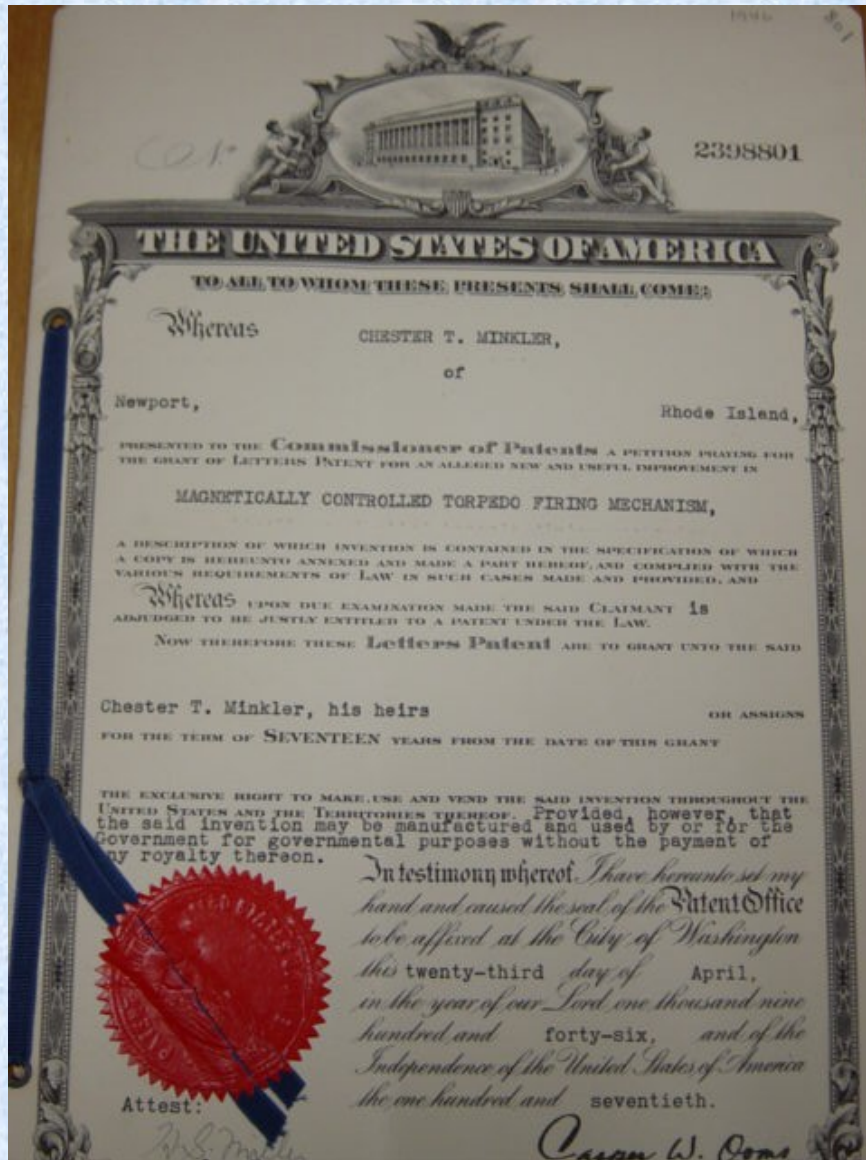 1946
801
2398801
THE UNITED STATES OF AMERICA
TO ALL TO WHOM THESE PRESENTS SHALL COME:
Whereas CHESTER T. MINKLER,
of
Newport,
Rhode Island,
PRESENTED TO THE Commissioner of Patents A PETITION PRAYING FOR
THE GRANT OF LETTERS PATENT FOR AN ALLEGED NEW AND USEFUL IMPROVEMENT IN
MAGNETICALLY CONTROLLED TORPEDO FIRING MECHANISM,
A DESCRIPTION OF WHICH INVENTION IS CONTAINED IN THE SPECIFICATION OF WHICH
A COPY IS HEREUNTO ANNEXED AND MADE A PART HEREOF, AND COMPLIED WITH THE
VARIOUS REQUIREMENTS OF LAW IN SUCH CASES MADE AND PROVIDED, AND
Whereas UPON DUE EXAMINATION MADE THE SAID CLAIMANT is
ADJUDGED TO BE JUSTLY ENTITLED TO A PATENT UNDER THE LAW.
NOW THEREFORE THESE Letters Patent ARE TO GRANT UNTO THE SAID
Chester T. Minkler, his heirs OR ASSIGNS
FOR THE TERM OF SEVENTEEN YEARS FROM THE DATE OF THIS GRANT
THE EXCLUSIVE RIGHT TO MAKE, USE AND VEND THE SAID INVENTION THROUGHOUT THE
UNITED STATES AND THE TERRITORIES THEREOF. Provided, however, that
the said invention may be manufactured and used by or for the
Government for governmental purposes without the payment of
any royalty thereon.
In testimony whereof I have hereunto set my
hand and caused the seal of the Patent Office
to be affixed at the City of Washington
this twenty-third day of April,
in the year of our Lord one thousand nine
hundred and forty-six, and of the
Independence of the United States of America
the one hundred and seventieth.
Attest:
Casper W. Ooms